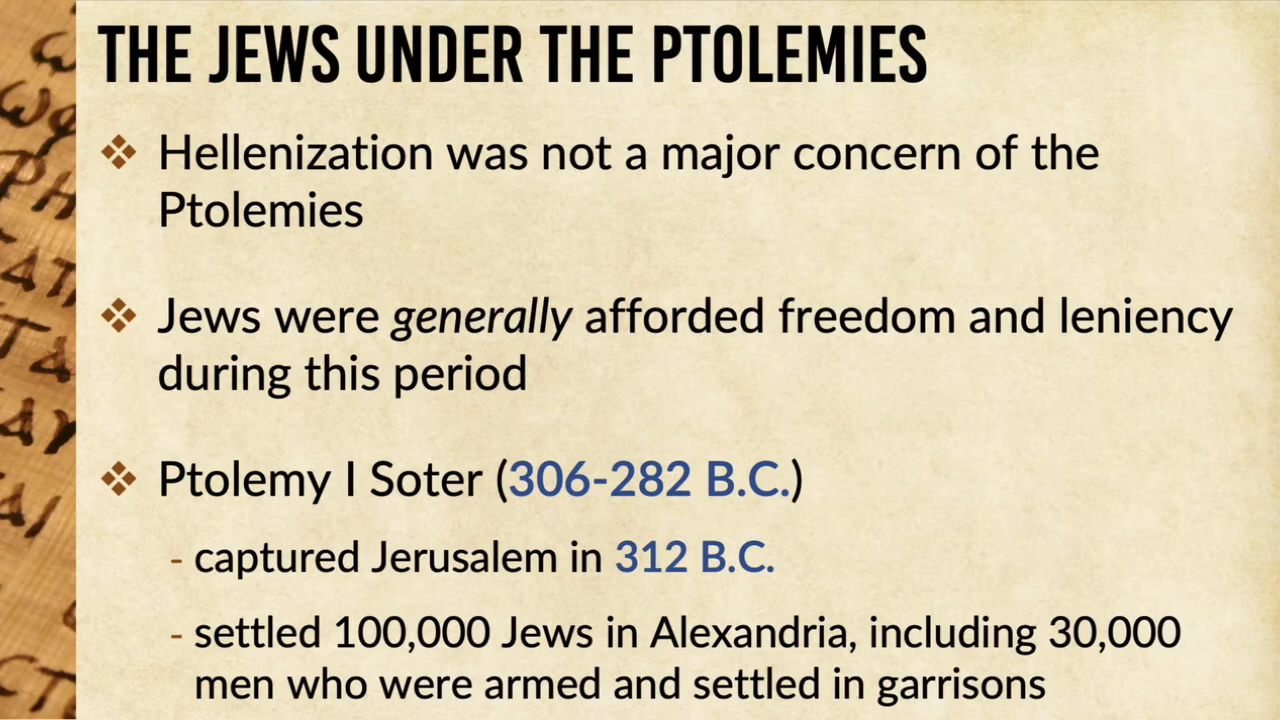 THE JEWS UNDER THE PTOLEMIES
❖ Hellenization was not a major concern of the
Ptolemies
❖ Jews were generally afforded freedom and leniency
during this period
❖ Ptolemy I Soter (306-282 B.C.)
- captured Jerusalem in 312 B.C.
- settled 100,000 Jews in Alexandria, including 30,000
men who were armed and settled in garrisons